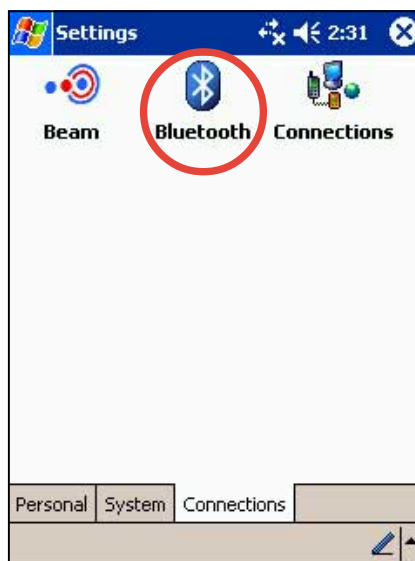 Settings 2:31
Beam Bluetooth Connections
Personal System Connections